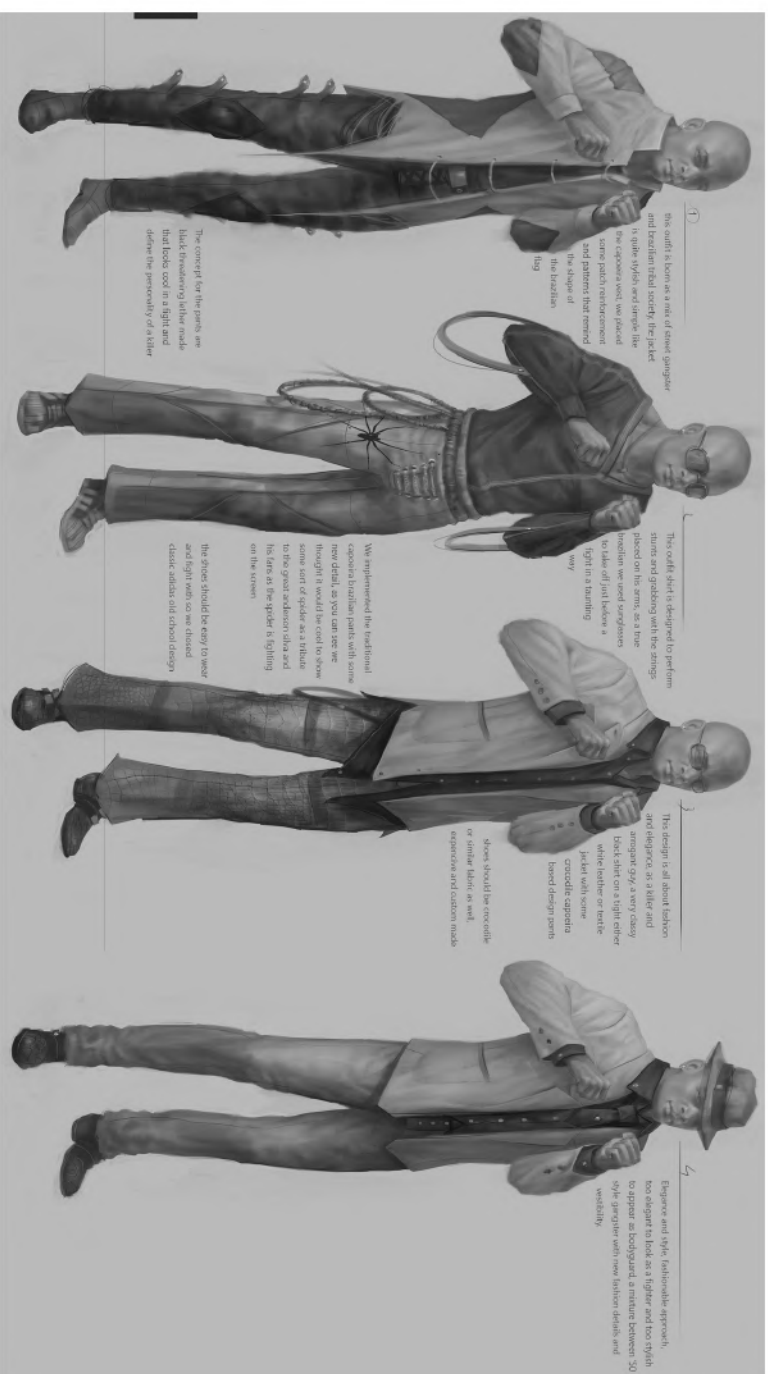 1
this outfit is born as a mix of street gangster
and brazilian tribal society, the jacket
is quite stylish and simple like
the capoeira vest, we placed
some patch reinforcement
and patterns that remind
the shape of
the brazilian
flag
The concept for the pants are
black threatening lether made
that looks cool in a fight and
define the personality of a killer
This outfit shirt is designed to perform
stunts and grabbing with the strings
placed on his arms, as a true
brazilian we used sunglasses
to take off just before a
fight in a taunting
way
We implemented the traditional
capoeira brazilian pants with some
new detail, as you can see we
thought it would be cool to show
some sort of spider as a tribute
to the great anderson silva and
his fans as the spider is fighting
on the screen
the shoes should be easy to wear
and fight with so we chosed
classic adidas old school design
3
This design is all about fashion
and elegance, as a killer and
arrogant guy, a very classy
black shirt on a tight either
white leather or textile
jacket with some
crocodile capoeira
based design pants
shoes should be crocodile
or similar fabric as well,
expencive and custom made
4
Elegance and style, fashionable approach,
too elegant to look as a fighter and too stylish
to appear as bodyguard, a mixture between '50
style gangster with new fashion details and
vestibility.